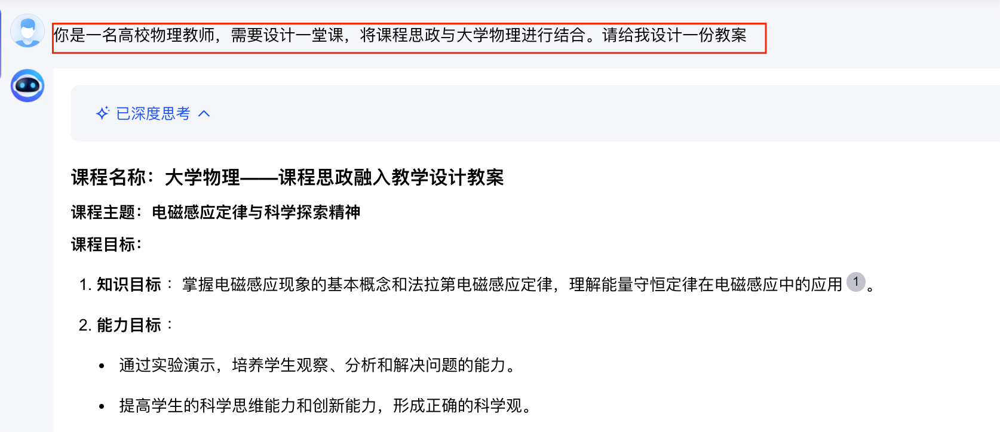 你是一名高校物理教师，需要设计一堂课，将课程思政与大学物理进行结合。请给我设计一份教案
已深度思考
课程名称：大学物理——课程思政融入教学设计教案
课程主题：电磁感应定律与科学探索精神
课程目标：
1. 知识目标： 掌握电磁感应现象的基本概念和法拉第电磁感应定律，理解能量守恒定律在电磁感应中的应用 1 。
2. 能力目标：
• 通过实验演示，培养学生观察、分析和解决问题的能力。
• 提高学生的科学思维能力和创新能力，形成正确的科学观。